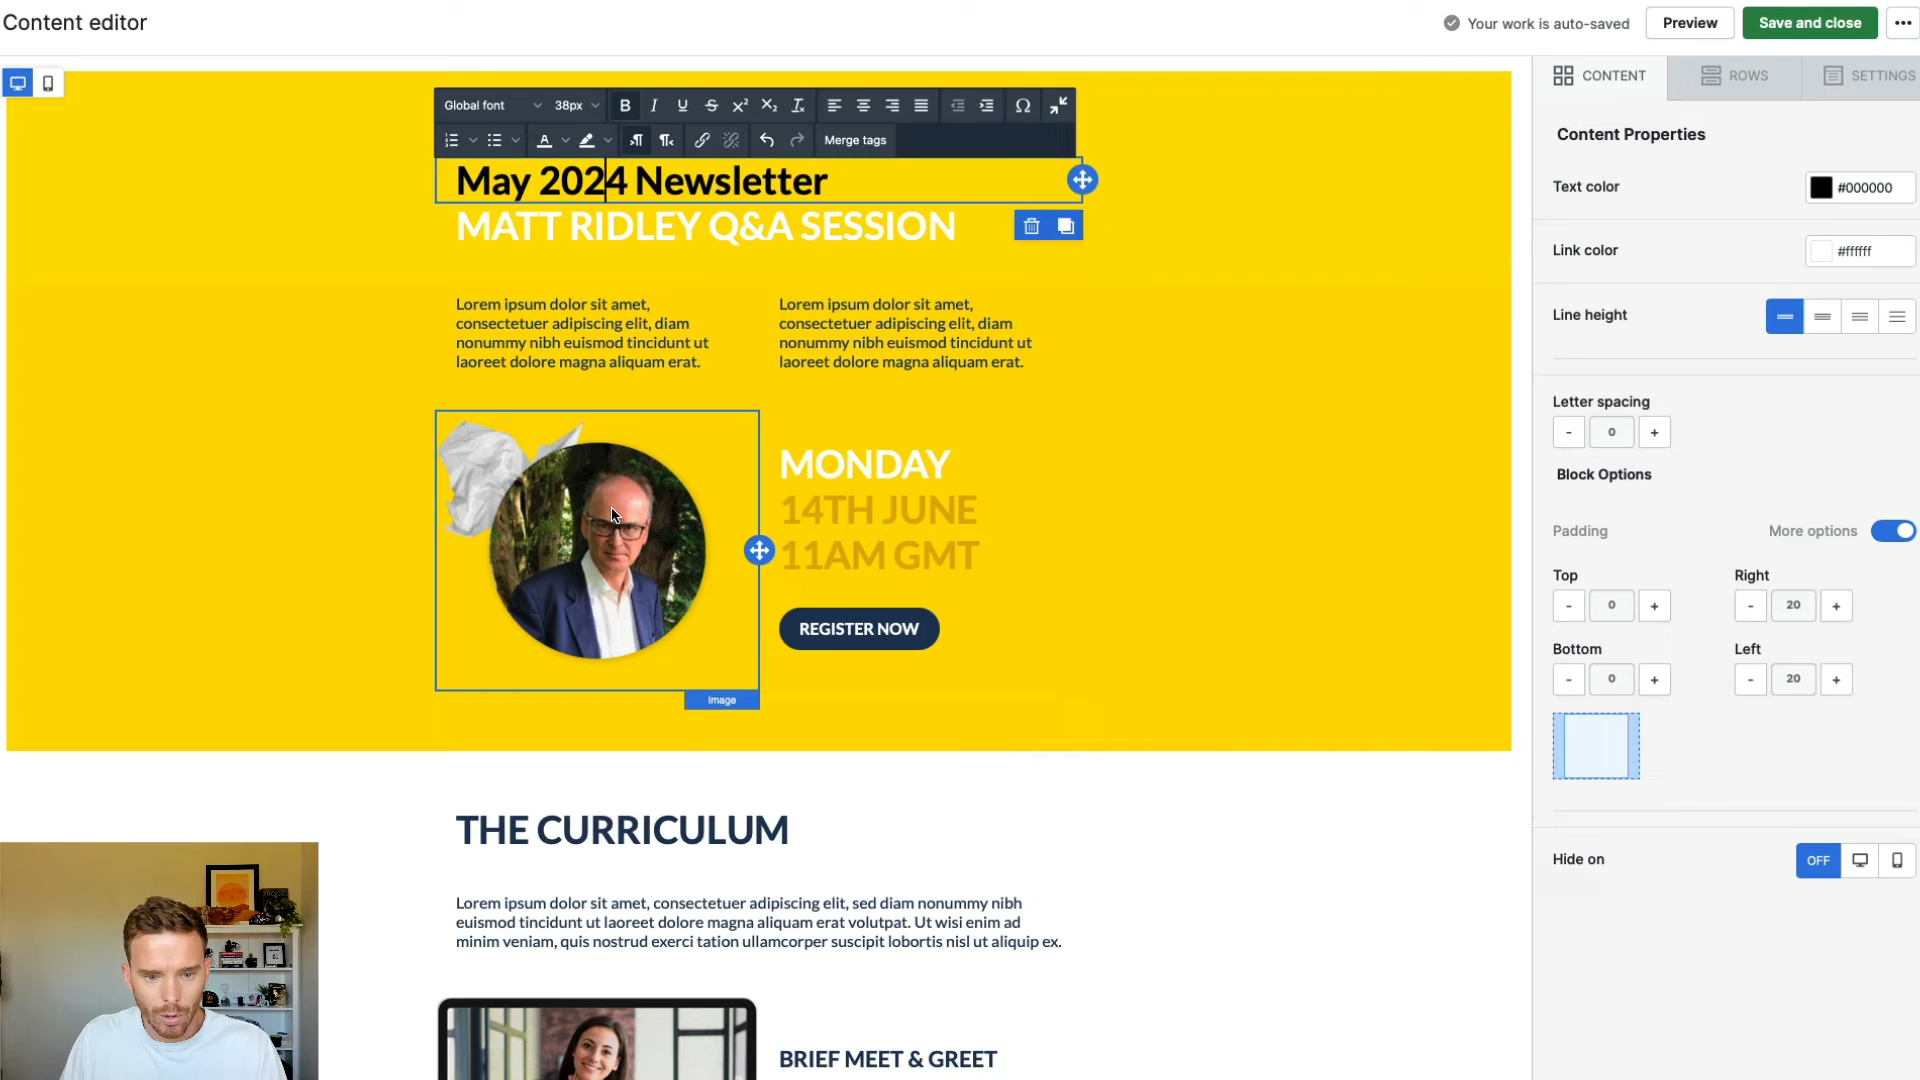 Content editor
Your work is auto-saved
Preview
Save and close
CONTENT
ROWS
SETTINGS
Global font
38px
Merge tags
May 2024 Newsletter
MATT RIDLEY Q&A SESSION
Lorem ipsum dolor sit amet,
consectetuer adipiscing elit, diam
nonummy nibh euismod tincidunt ut
laoreet dolore magna aliquam erat.
Lorem ipsum dolor sit amet,
consectetuer adipiscing elit, diam
nonummy nibh euismod tincidunt ut
laoreet dolore magna aliquam erat.
MONDAY
14TH JUNE
11AM GMT
REGISTER NOW
Image
THE CURRICULUM
Lorem ipsum dolor sit amet, consectetuer adipiscing elit, sed diam nonummy nibh
euismod tincidunt ut laoreet dolore magna aliquam erat volutpat. Ut wisi enim ad
minim veniam, quis nostrud exerci tation ullamcorper suscipit lobortis nisl ut aliquip ex.
BRIEF MEET & GREET
Content Properties
Text color
#000000
Link color
#ffffff
Line height
Letter spacing
- 0 +
Block Options
Padding
More options
Top
Right
- 0 +
- 20 +
Bottom
Left
- 0 +
- 20 +
Hide on
OFF